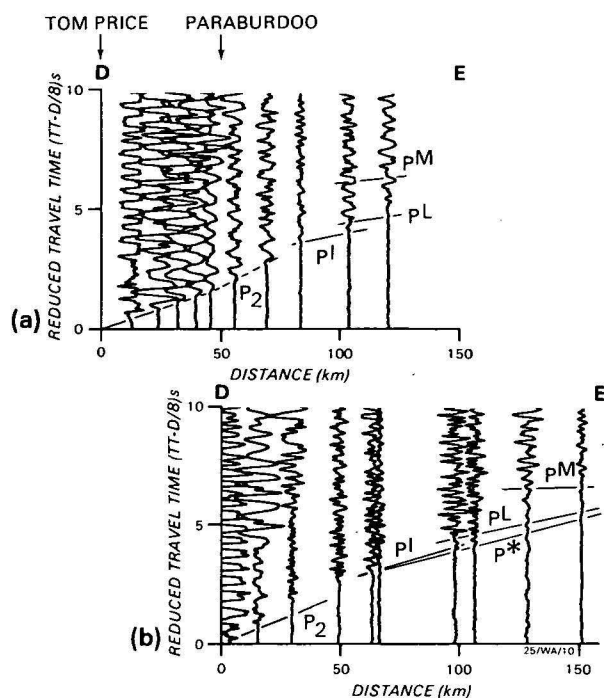 TOM PRICE PARABURDOO
D E
10
5
0
REDUCED TRAVEL TIME (TT-D/8)s
(a)
P2
PI
PL
PM
0 50 100 150
DISTANCE (km)
D E
10
5
0
REDUCED TRAVEL TIME (TT-D/8)s
(b)
P2
PI
PL
P*
PM
25/WA/10
0 50 100 150
DISTANCE (km)